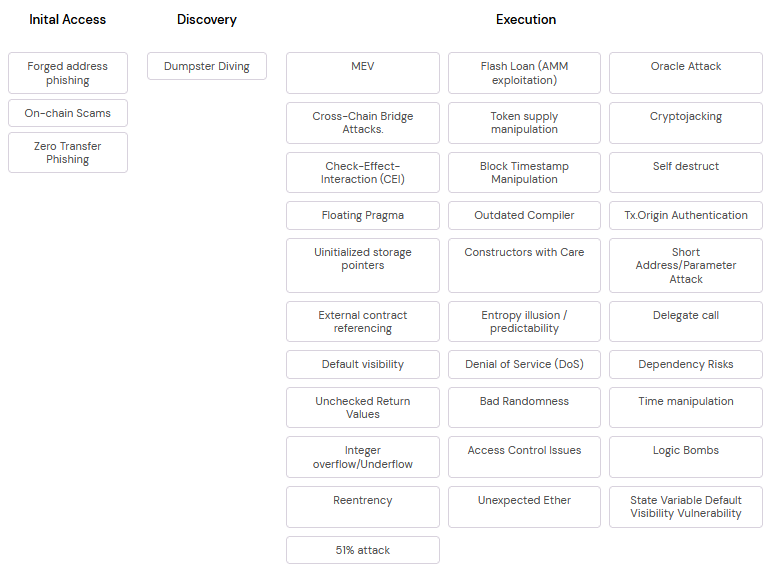 Inital Access
Discovery
Execution
Forged address
phishing
On-chain Scams
Zero Transfer
Phishing
Dumpster Diving
MEV
Flash Loan (AMM
exploitation)
Oracle Attack
Cross-Chain Bridge
Attacks.
Token supply
manipulation
Cryptojacking
Check-Effect-
Interaction (CEI)
Block Timestamp
Manipulation
Self destruct
Floating Pragma
Outdated Compiler
Tx.Origin Authentication
Uinitialized storage
pointers
Constructors with Care
Short
Address/Parameter
Attack
External contract
referencing
Entropy illusion /
predictability
Delegate call
Default visibility
Denial of Service (DoS)
Dependency Risks
Unchecked Return
Values
Bad Randomness
Time manipulation
Integer
overflow/Underflow
Access Control Issues
Logic Bombs
Reentrency
Unexpected Ether
State Variable Default
Visibility Vulnerability
51% attack